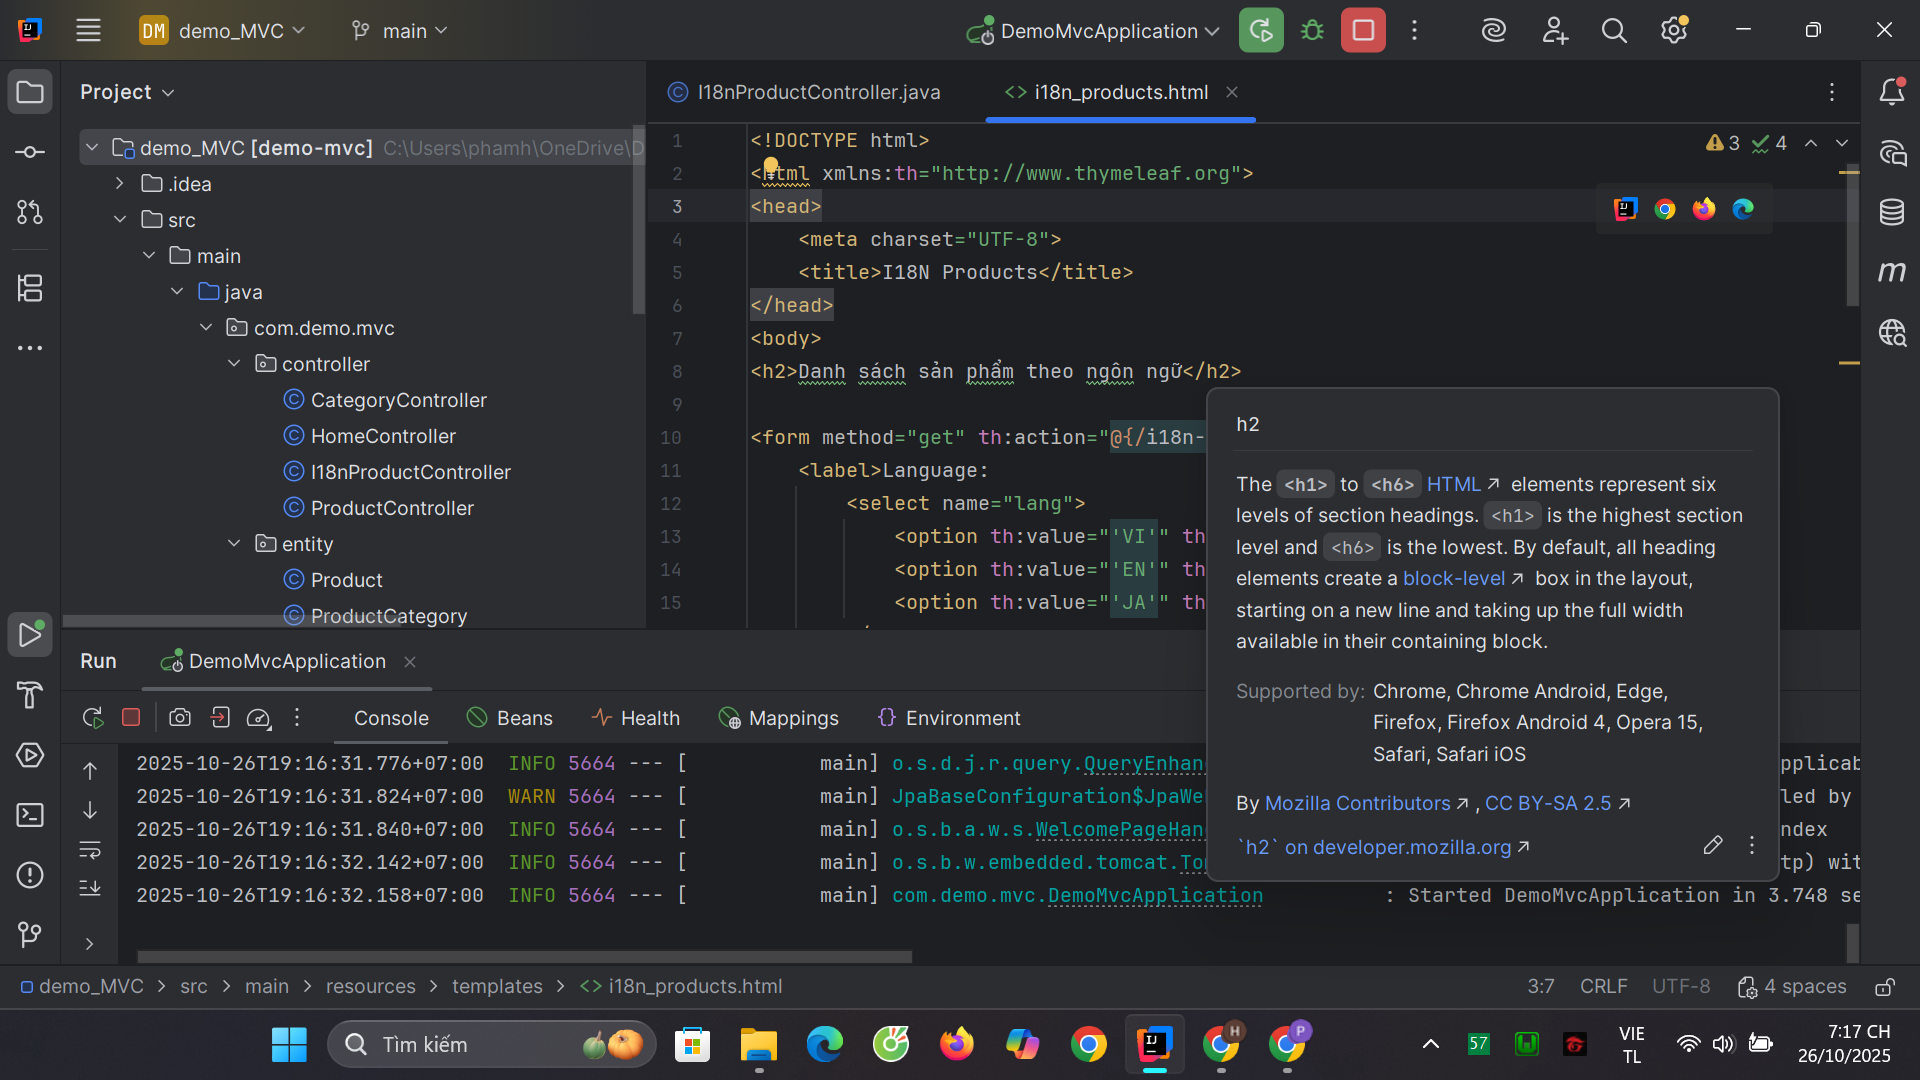 DM demo_MVC
main
DemoMvcApplication
Project
demo_MVC [demo-mvc] C:\Users\phamh\OneDrive\D
.idea
src
main
java
com.demo.mvc
controller
CategoryController
HomeController
I18nProductController
ProductController
entity
Product
ProductCategory
I18nProductController.java
i18n_products.html
3
4
1 <!DOCTYPE html>
2 <html xmlns:th="http://www.thymeleaf.org">
3 <head>
4 <meta charset="UTF-8">
5 <title>I18N Products</title>
6 </head>
7 <body>
8 <h2>Danh sách sản phẩm theo ngôn ngữ</h2>
9
10 <form method="get" th:action="@{/i18n-
11 <label>Language:
12 <select name="lang">
13 <option th:value="'VI'" th
14 <option th:value="'EN'" th
15 <option th:value="'JA'" th
h2
The <h1> to <h6> HTML↗ elements represent six
levels of section headings. <h1> is the highest section
level and <h6> is the lowest. By default, all heading
elements create a block-level↗ box in the layout,
starting on a new line and taking up the full width
available in their containing block.
Supported by: Chrome, Chrome Android, Edge,
Firefox, Firefox Android 4, Opera 15,
Safari, Safari iOS
By Mozilla Contributors↗, CC BY-SA 2.5↗
`h2` on developer.mozilla.org↗
Run
DemoMvcApplication
Console
Beans
Health
Mappings
Environment
2025-10-26T19:16:31.776+07:00 INFO 5664 --- [ main] o.s.d.j.r.query.QueryEnhan pplicab
2025-10-26T19:16:31.824+07:00 WARN 5664 --- [ main] JpaBaseConfiguration$JpaWe led by
2025-10-26T19:16:31.840+07:00 INFO 5664 --- [ main] o.s.b.a.w.s.WelcomePageHan ndex
2025-10-26T19:16:32.142+07:00 INFO 5664 --- [ main] o.s.b.w.embedded.tomcat.To tp) wit
2025-10-26T19:16:32.158+07:00 INFO 5664 --- [ main] com.demo.mvc.DemoMvcApplication : Started DemoMvcApplication in 3.748 se
demo_MVC > src > main > resources > templates > i18n_products.html
3:7
CRLF
UTF-8
4 spaces
Tìm kiếm
H
P
57
VIE
TL
7:17 CH
26/10/2025